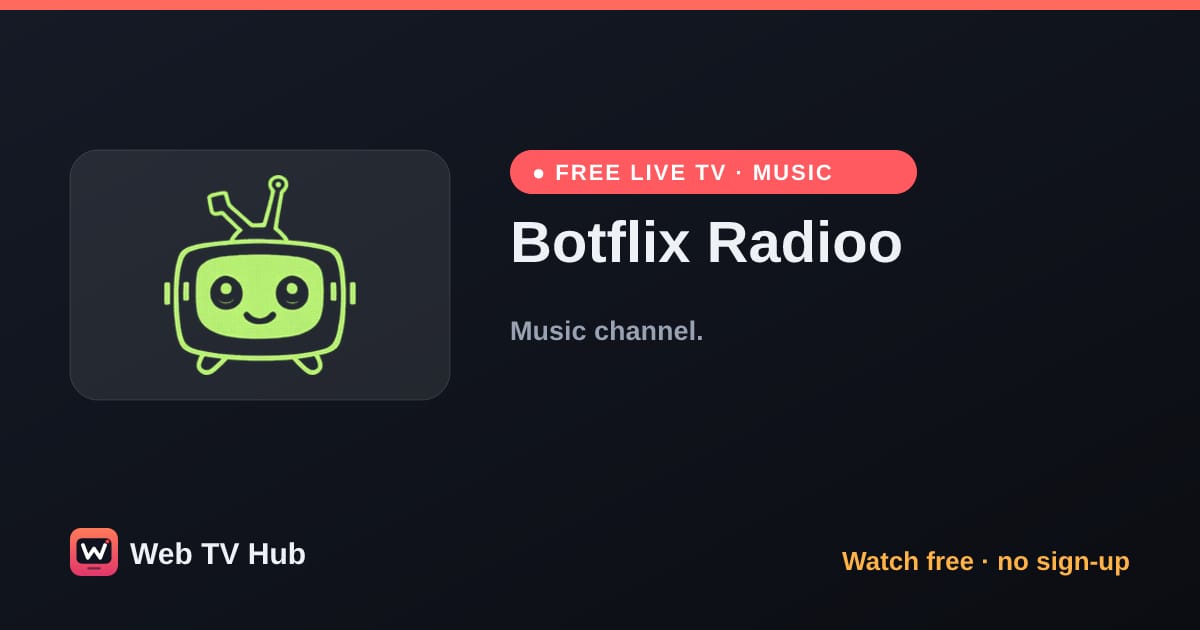 ● FREE LIVE TV · MUSIC
Botflix Radioo
Music channel.
W
Web TV Hub
Watch free · no sign-up